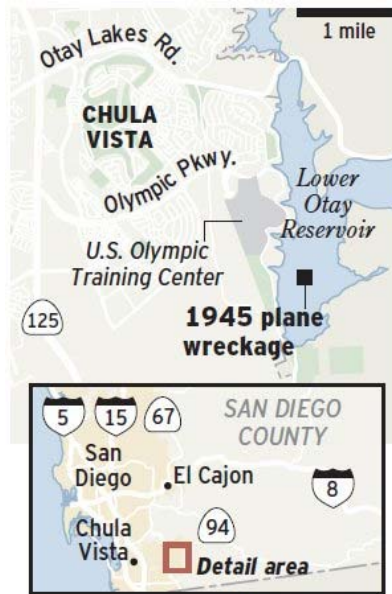 1 mile
Otay Lakes Rd.
CHULA
VISTA
Olympic Pkwy.
Lower
Otay
Reservoir
U.S. Olympic
Training Center
125
1945 plane
wreckage
5
15
67
SAN DIEGO
COUNTY
San
Diego
El Cajon
8
Chula
Vista
94
Detail area